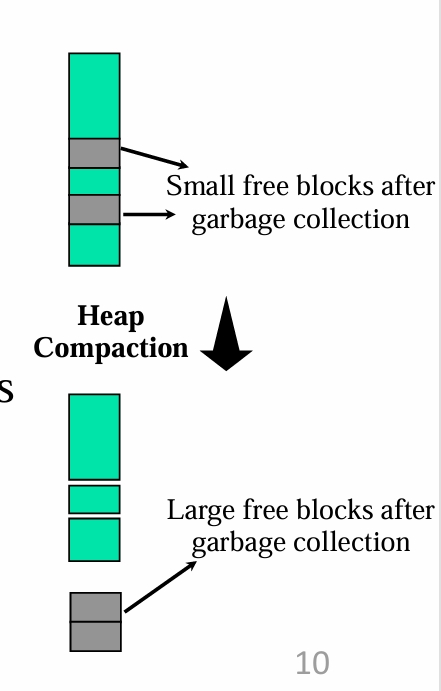 Small free blocks after
garbage collection
Heap
Compaction
s
Large free blocks after
garbage collection
10